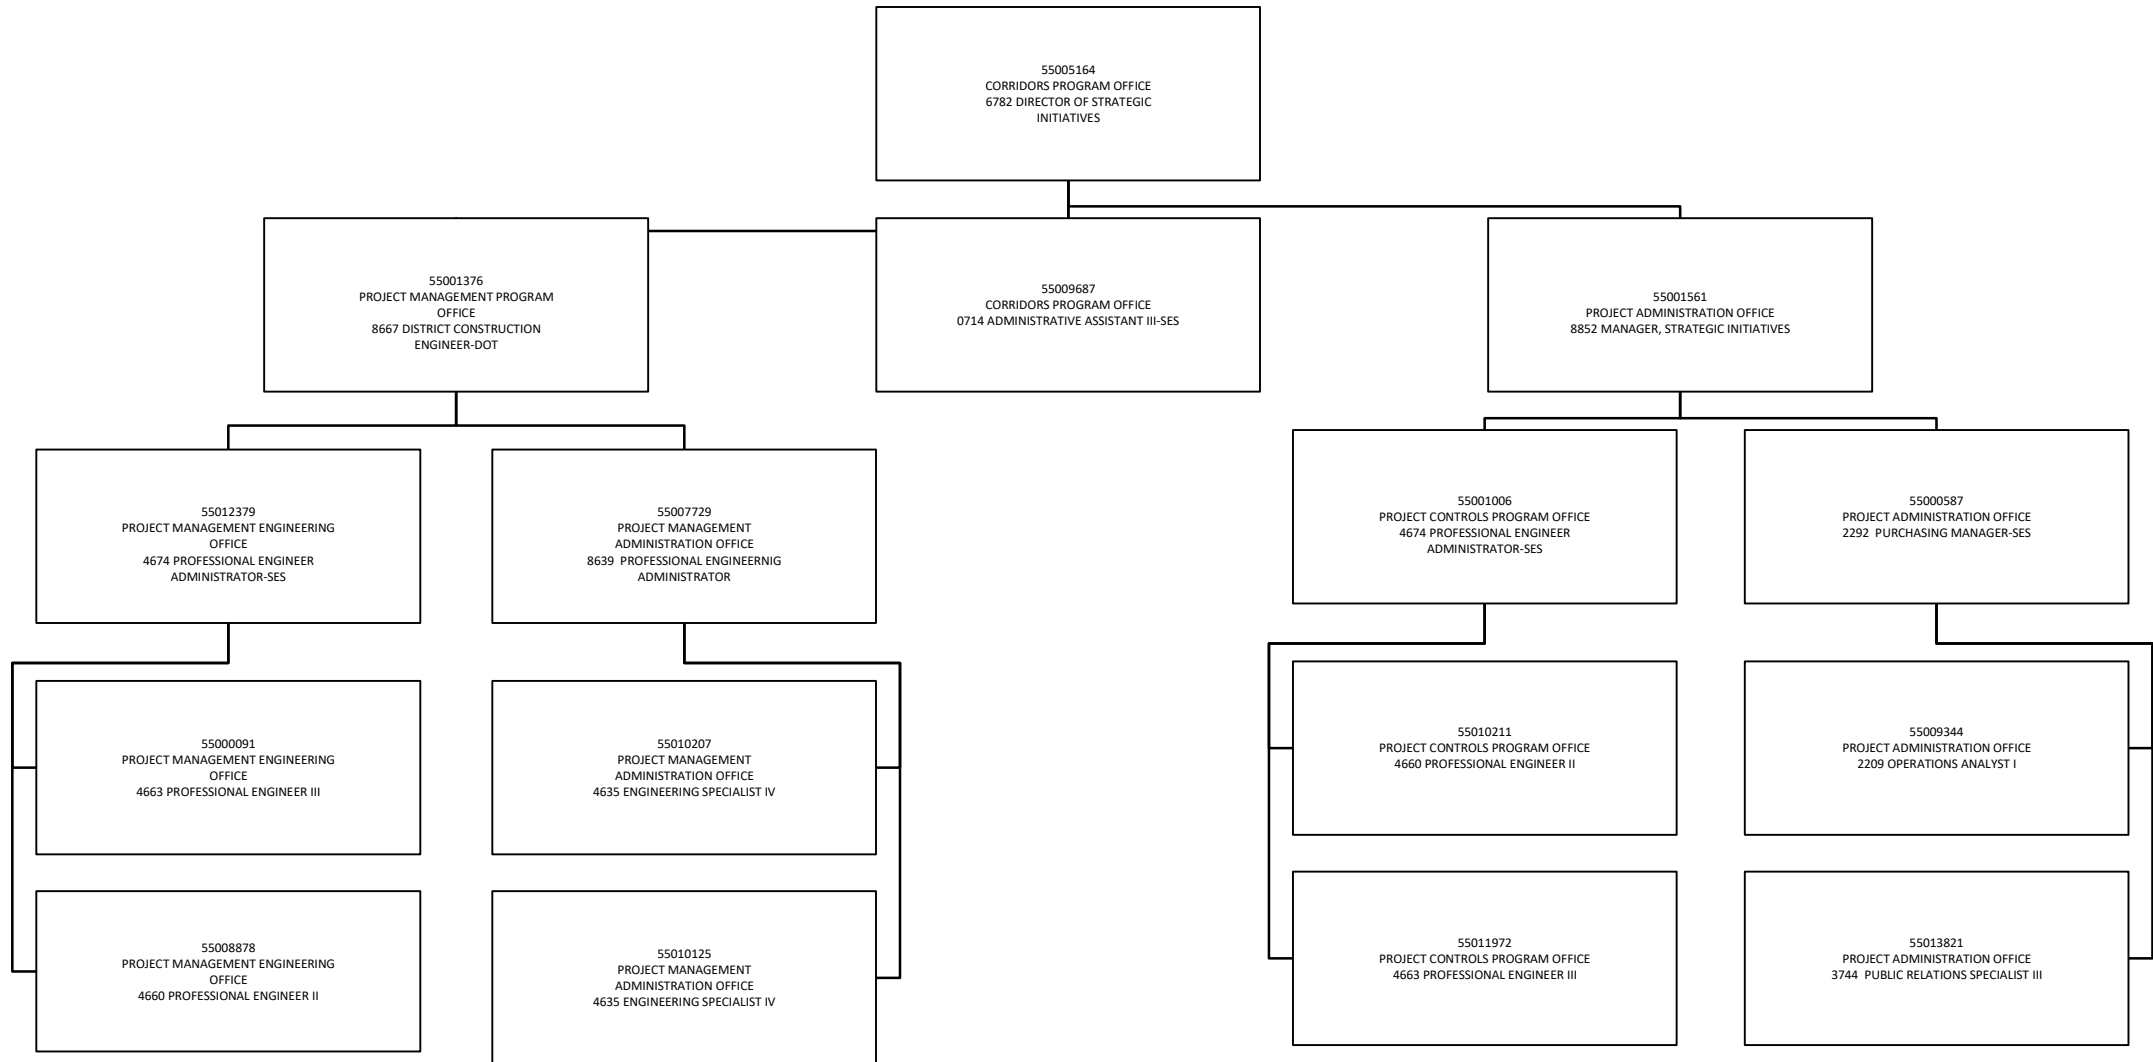 55005164
CORRIDORS PROGRAM OFFICE
6782 DIRECTOR OF STRATEGIC
INITIATIVES
55001376
PROJECT MANAGEMENT PROGRAM
OFFICE
8667 DISTRICT CONSTRUCTION
ENGINEER-DOT
55009687
CORRIDORS PROGRAM OFFICE
0714 ADMINISTRATIVE ASSISTANT III-SES
55001561
PROJECT ADMINISTRATION OFFICE
8852 MANAGER, STRATEGIC INITIATIVES
55012379
PROJECT MANAGEMENT ENGINEERING
OFFICE
4674 PROFESSIONAL ENGINEER
ADMINISTRATOR-SES
55007729
PROJECT MANAGEMENT
ADMINISTRATION OFFICE
8639 PROFESSIONAL ENGINEERNIG
ADMINISTRATOR
55001006
PROJECT CONTROLS PROGRAM OFFICE
4674 PROFESSIONAL ENGINEER
ADMINISTRATOR-SES
55000587
PROJECT ADMINISTRATION OFFICE
2292 PURCHASING MANAGER-SES
55000091
PROJECT MANAGEMENT ENGINEERING
OFFICE
4663 PROFESSIONAL ENGINEER III
55010207
PROJECT MANAGEMENT
ADMINISTRATION OFFICE
4635 ENGINEERING SPECIALIST IV
55010211
PROJECT CONTROLS PROGRAM OFFICE
4660 PROFESSIONAL ENGINEER II
55009344
PROJECT ADMINISTRATION OFFICE
2209 OPERATIONS ANALYST I
55008878
PROJECT MANAGEMENT ENGINEERING
OFFICE
4660 PROFESSIONAL ENGINEER II
55010125
PROJECT MANAGEMENT
ADMINISTRATION OFFICE
4635 ENGINEERING SPECIALIST IV
55011972
PROJECT CONTROLS PROGRAM OFFICE
4663 PROFESSIONAL ENGINEER III
55013821
PROJECT ADMINISTRATION OFFICE
3744 PUBLIC RELATIONS SPECIALIST III